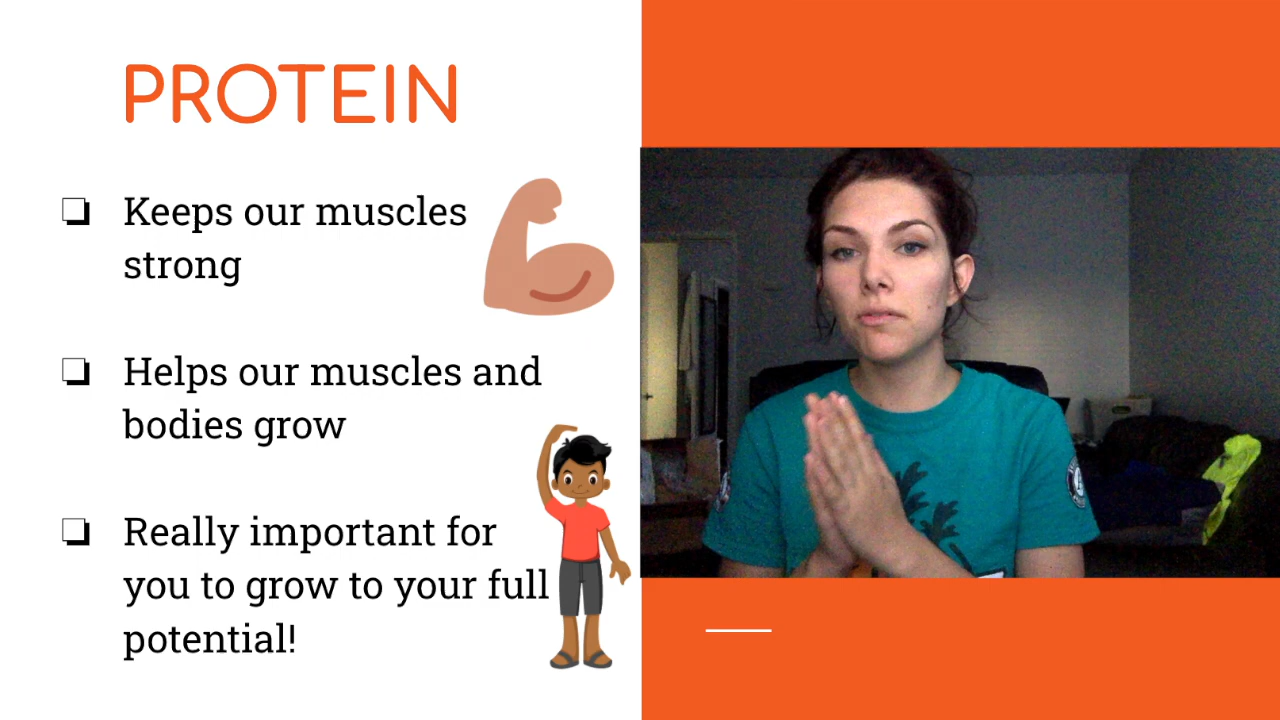 PROTEIN
Keeps our muscles
strong
Helps our muscles and
bodies grow
Really important for
you to grow to your full
potential!